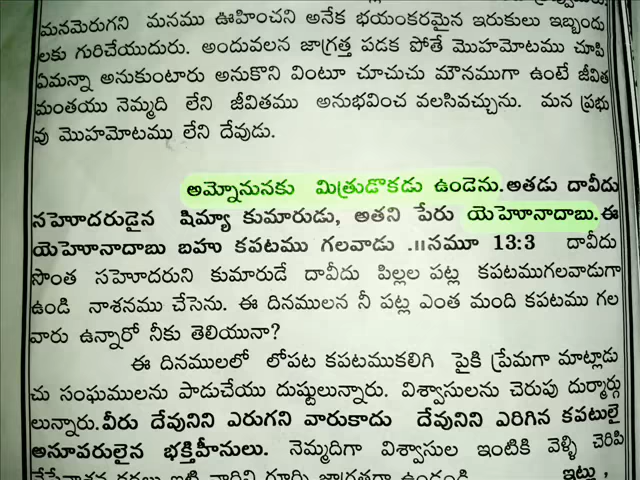 మనమెరుగని మనము ఊహించని అనేక భయంకరమైన ఇరుకులు ఇబ్బందు
లకు గురిచేయుదురు. అందువలన జాగ్రత్త పడక పోతే మొహమోటము చూపి
ఏమన్నా అనుకుంటారు అనుకొని వింటూ చూచుచు మౌనముగా ఉంటే జీవిత
మంతయు నెమ్మది లేని జీవితము అనుభవించ వలసివచ్చును. మన ప్రభు
వు మొహమోటము లేని దేవుడు.
అమ్నోనునకు మిత్రుడొకడు ఉండెను.అతడు దావీదు
సహెూదరుడైన షిమ్యా కుమారుడు, అతని పేరు యెహెూనాదాబు.ఈ
యెహెూనాదాబు బహు కపటము గలవాడు .IIసమూ 13:3 దావీదు
సొంత సహెూదరుని కుమారుడే దావీదు పిల్లల పట్ల కపటముగలవాడుగా
ఉండి నాశనము చేసెను. ఈ దినములన నీ పట్ల ఎంత మంది కపటము గల
వారు ఉన్నారో నీకు తెలియునా?
ఈ దినములలో లోపట కపటముకలిగి పైకి ప్రేమగా మాట్లాడు
చు సంఘములను పాడుచేయు దుష్టులున్నారు. విశ్వాసులను చెరుపు దుర్మార్గు
లున్నారు.వీరు దేవునిని ఎరుగని వారుకాదు దేవునిని ఎరిగిన కపటులై
అనూపరులైన భక్తిహీనులు. నెమ్మదిగా విశ్వాసుల ఇంటికి వెళ్ళి చెరిపి